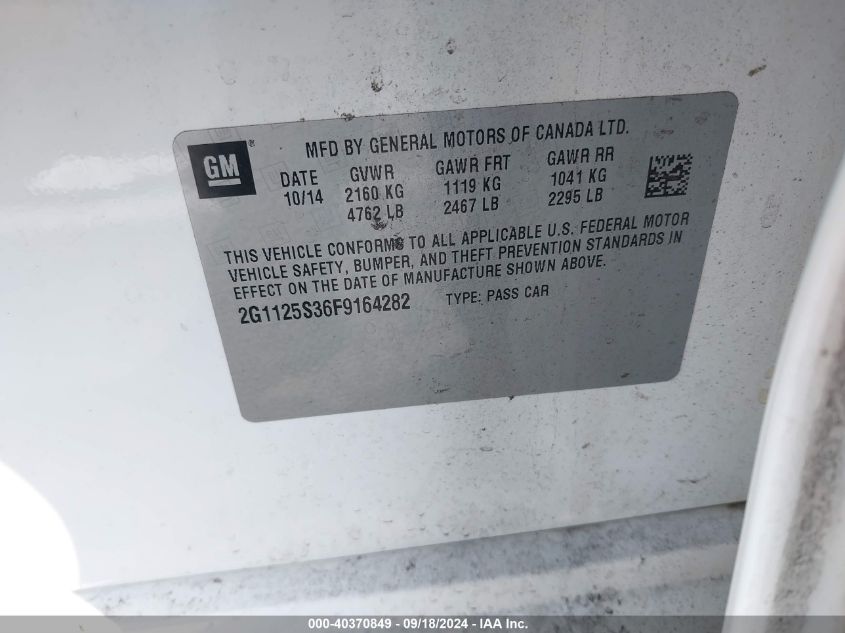 MFD BY GENERAL MOTORS OF CANADA LTD.
GM®
DATE GVWR GAWR FRT GAWR RR
10/14 2160 KG 1119 KG 1041 KG
4762 LB 2467 LB 2295 LB
THIS VEHICLE CONFORMS TO ALL APPLICABLE U.S. FEDERAL MOTOR
VEHICLE SAFETY, BUMPER, AND THEFT PREVENTION STANDARDS IN
EFFECT ON THE DATE OF MANUFACTURE SHOWN ABOVE.
2G1125S36F9164282 TYPE: PASS CAR
000-40370849 - 09/18/2024 - IAA Inc.